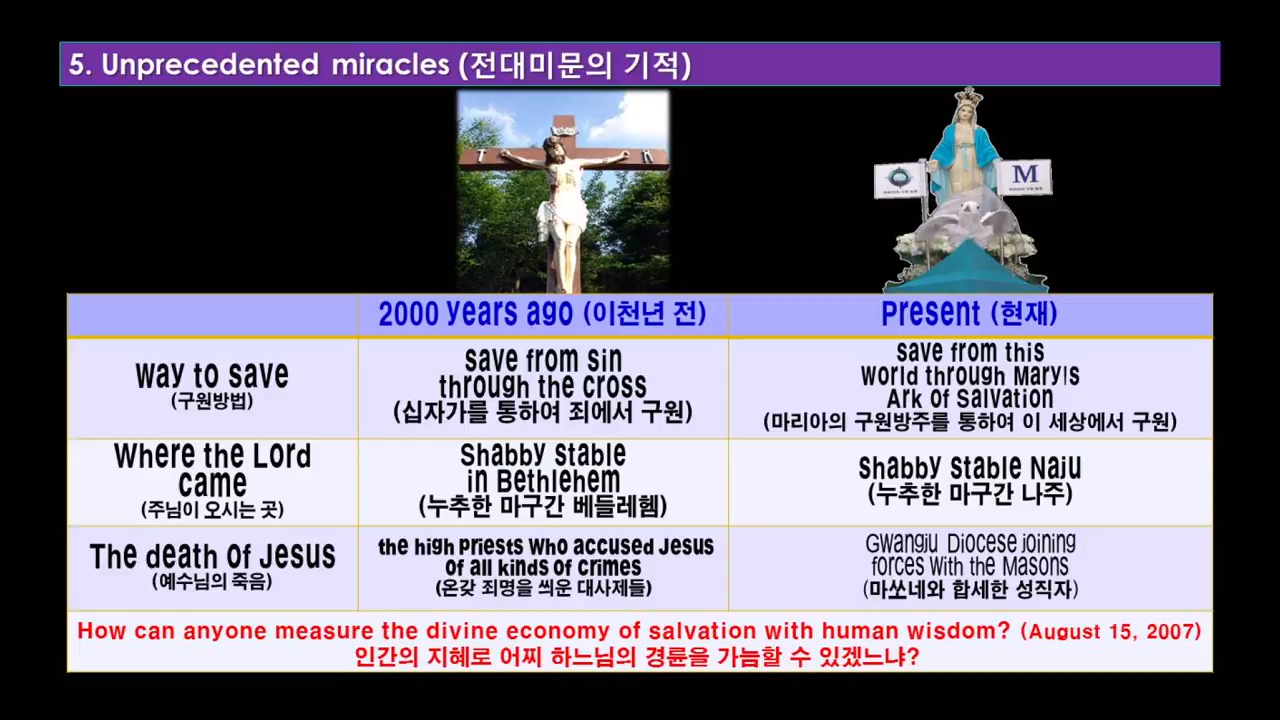 5. Unprecedented miracles (전대미문의 기적)
M
2000 years ago (이천년 전)
Present (현재)
way to save
(구원방법)
save from sin
through the cross
(십자가를 통하여 죄에서 구원)
save from this
world through Mary|s
Ark of Salvation
(마리아의 구원방주를 통하여 이 세상에서 구원)
Where the Lord
came
(주님이 오시는 곳)
Shabby stable
in Bethlehem
(누추한 마구간 베들레헴)
Shabby stable Naju
(누추한 마구간 나주)
The death of Jesus
(예수님의 죽음)
the high priests who accused Jesus
of all kinds of crimes
(온갖 죄명을 씌운 대사제들)
Gwangju Diocese joining
forces with the Masons
(마쏘네와 합세한 성직자)
How can anyone measure the divine economy of salvation with human wisdom? (August 15, 2007)
인간의 지혜로 어찌 하느님의 경륜을 가늠할 수 있겠느냐?